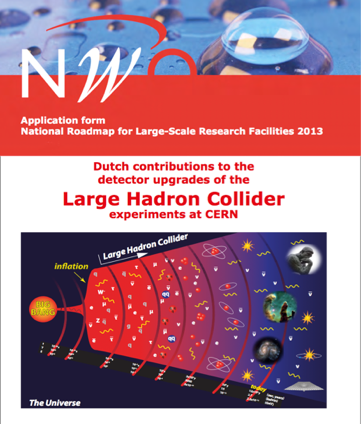 NWO
Application form
National Roadmap for Large-Scale Research Facilities 2013
Dutch contributions to the
detector upgrades of the
Large Hadron Collider
experiments at CERN
Large Hadron Collider
inflation
BIG
BANG
today
The Universe